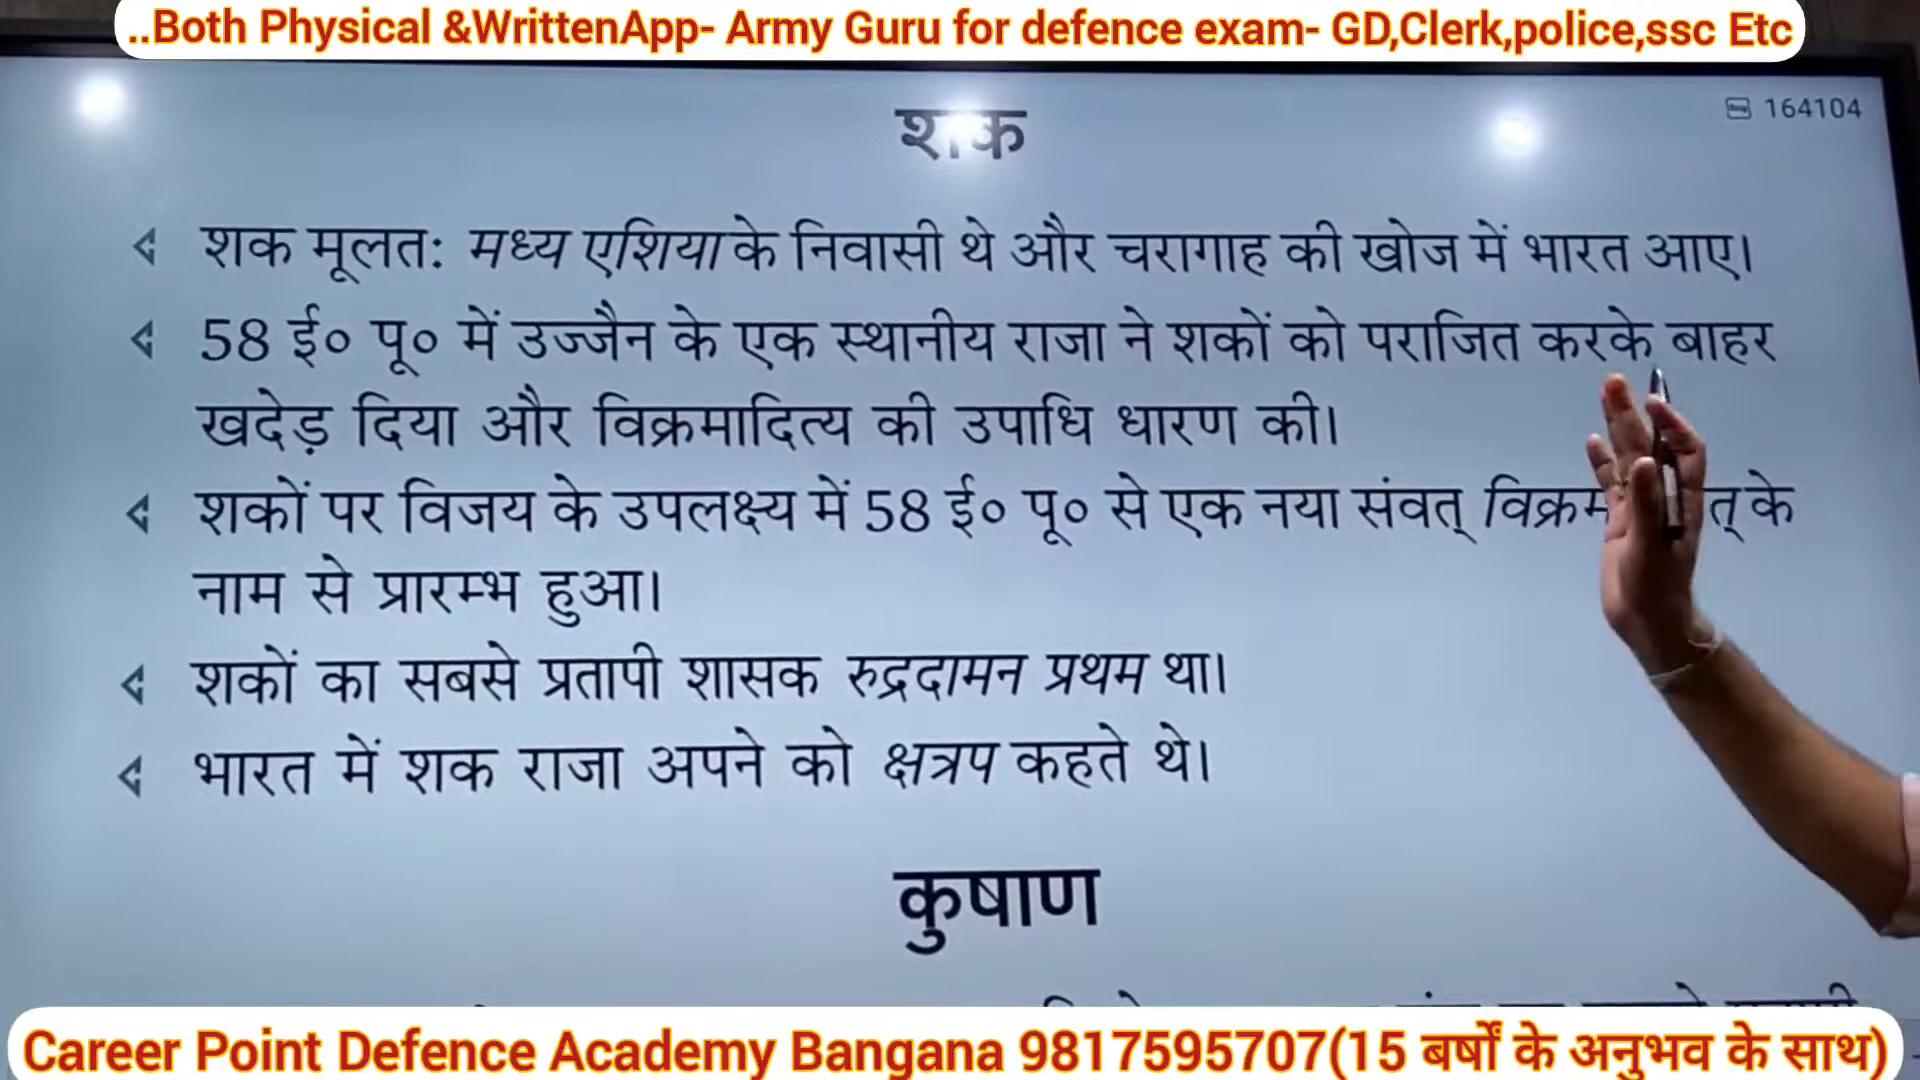 ..Both Physical &WrittenApp- Army Guru for defence exam- GD,Clerk,police,ssc Etc
164104
शक
शक मूलतः मध्य एशिया के निवासी थे और चरागाह की खोज में भारत आए।
58 ई० पू० में उज्जैन के एक स्थानीय राजा ने शकों को पराजित करके बाहर
खदेड़ दिया और विक्रमादित्य की उपाधि धारण की।
शकों पर विजय के उपलक्ष्य में 58 ई० पू० से एक नया संवत् के
नाम से प्रारम्भ हुआ।
शकों का सबसे प्रतापी शासक रुद्रदामन प्रथम था।
भारत में शक राजा अपने को क्षत्रप कहते थे।
कुषाण
Career Point Defence Academy Bangana 9817595707(15 बर्षों के अनुभव के साथ)